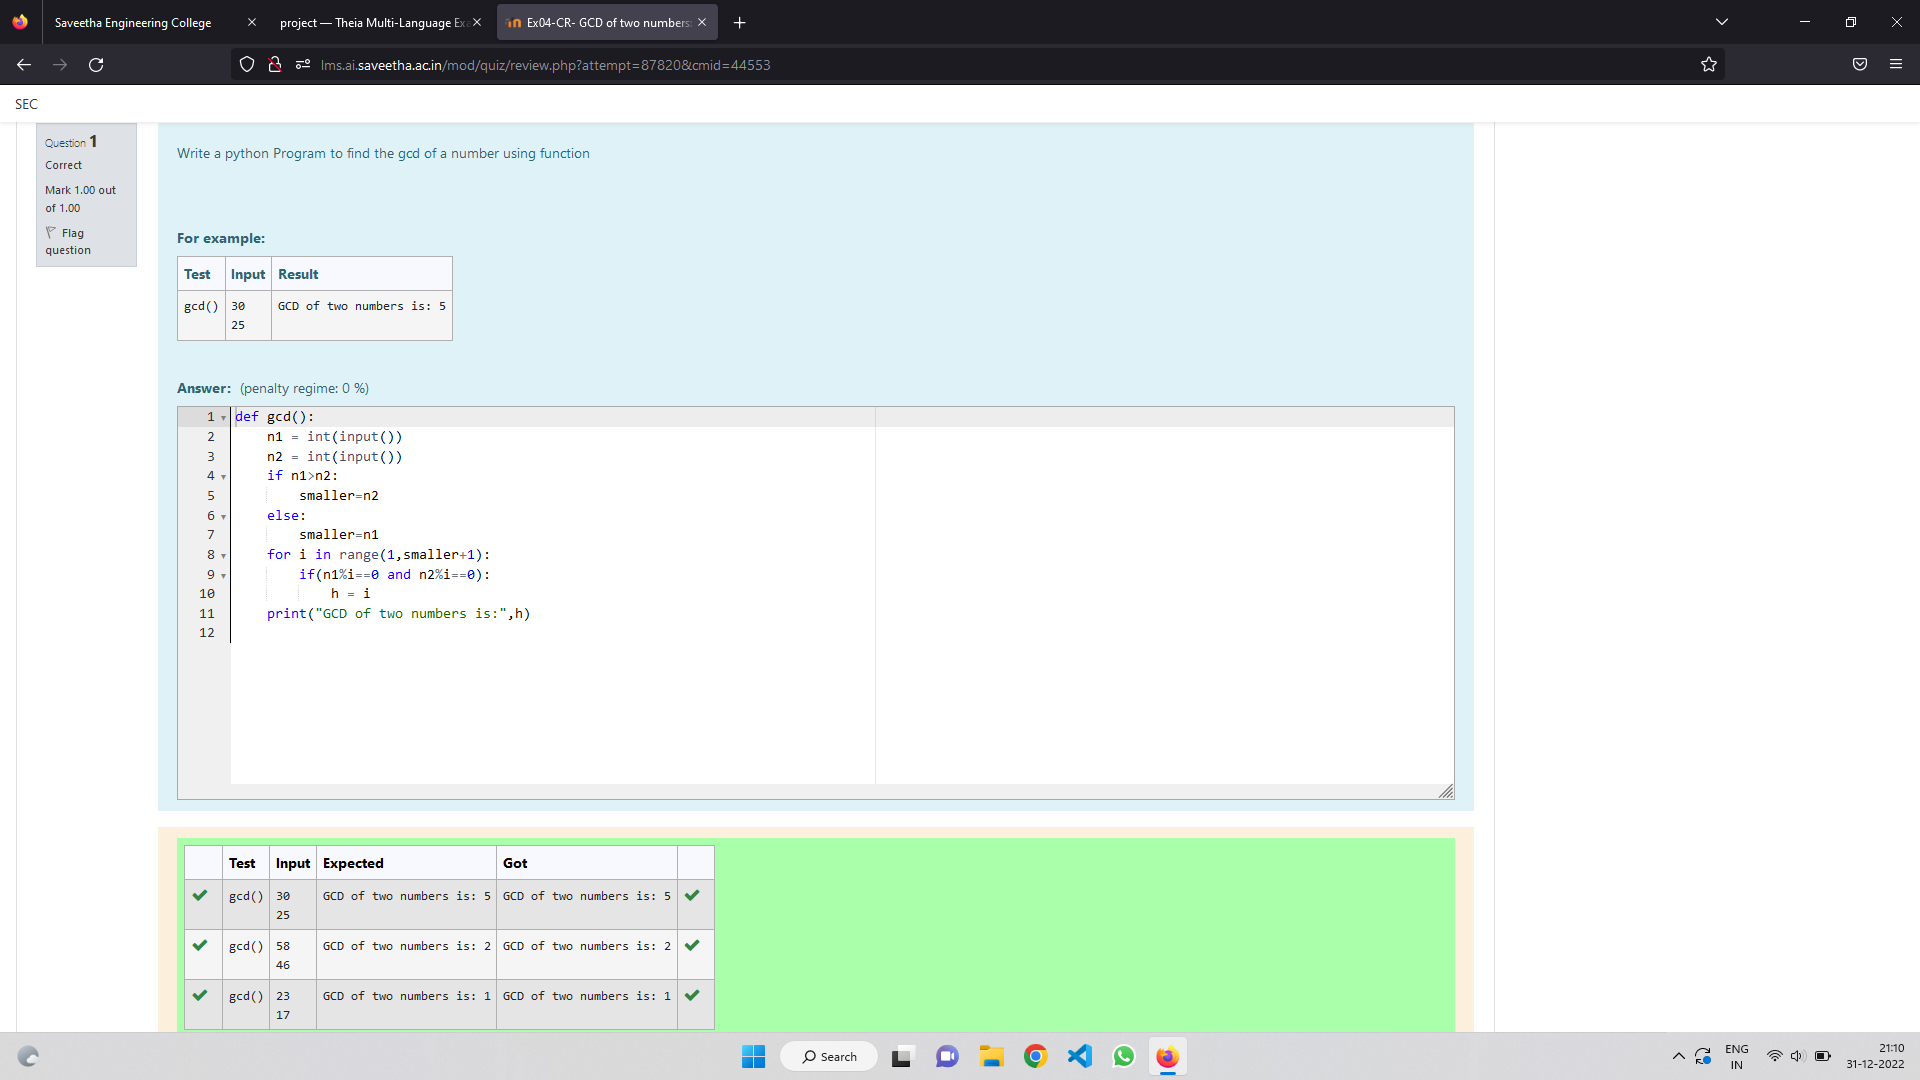 Saveetha Engineering College
project — Theia Multi-Language Exa
Ex04-CR- GCD of two numbers:
lms.ai.saveetha.ac.in/mod/quiz/review.php?attempt=87820&cmid=44553
SEC
Question 1
Correct
Mark 1.00 out
of 1.00
Flag
question
Write a python Program to find the gcd of a number using function
For example:
Test Input Result
gcd() 30 GCD of two numbers is: 5
25
Answer: (penalty regime: 0 %)
1 def gcd():
2 n1 = int(input())
3 n2 = int(input())
4 if n1>n2:
5 smaller=n2
6 else:
7 smaller=n1
8 for i in range(1,smaller+1):
9 if(n1%i==0 and n2%i==0):
10 h = i
11 print("GCD of two numbers is:",h)
12
Test Input Expected Got
gcd() 30 GCD of two numbers is: 5 GCD of two numbers is: 5
25
gcd() 58 GCD of two numbers is: 2 GCD of two numbers is: 2
46
gcd() 23 GCD of two numbers is: 1 GCD of two numbers is: 1
17
Search
ENG
IN
21:10
31-12-2022